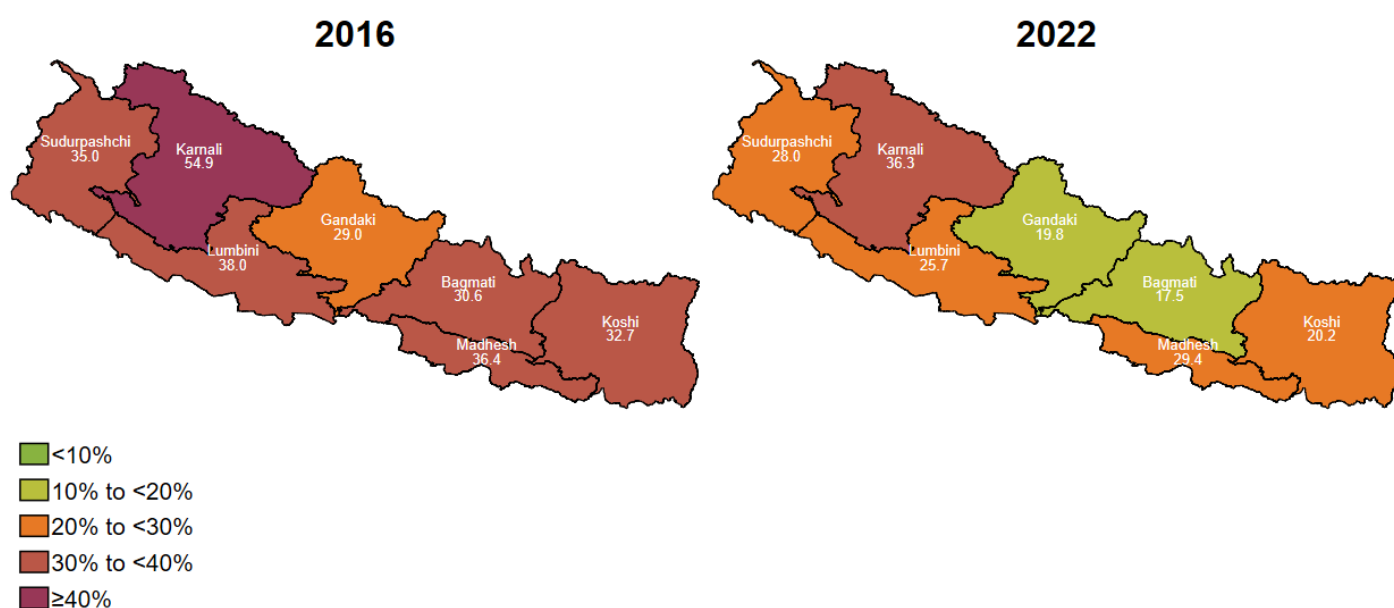 2016
Sudurpashchi
35.0
Karnali
54.9
Gandaki
29.0
Lumbini
38.0
Bagmati
30.6
Koshi
32.7
Madhesh
36.4
2022
Sudurpashchi
28.0
Karnali
36.3
Gandaki
19.8
Lumbini
25.7
Bagmati
17.5
Koshi
20.2
Madhesh
29.4
<10%
10% to <20%
20% to <30%
30% to <40%
≥40%